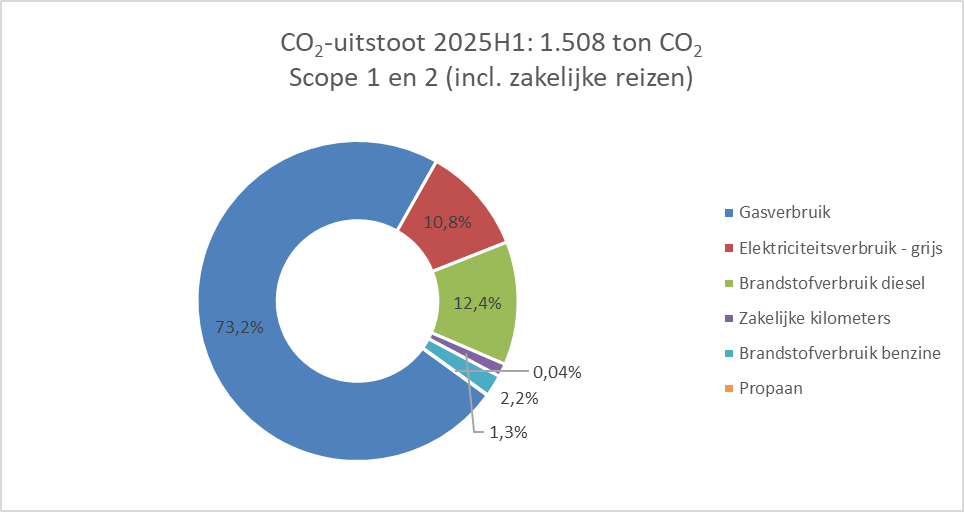 CO₂-uitstoot 2025H1: 1.508 ton CO₂
Scope 1 en 2 (incl. zakelijke reizen)
10,8%
12,4%
73,2%
0,04%
2,2%
1,3%
Gasverbruik
Elektriciteitsverbruik - grijs
Brandstofverbruik diesel
Zakelijke kilometers
Brandstofverbruik benzine
Propaan